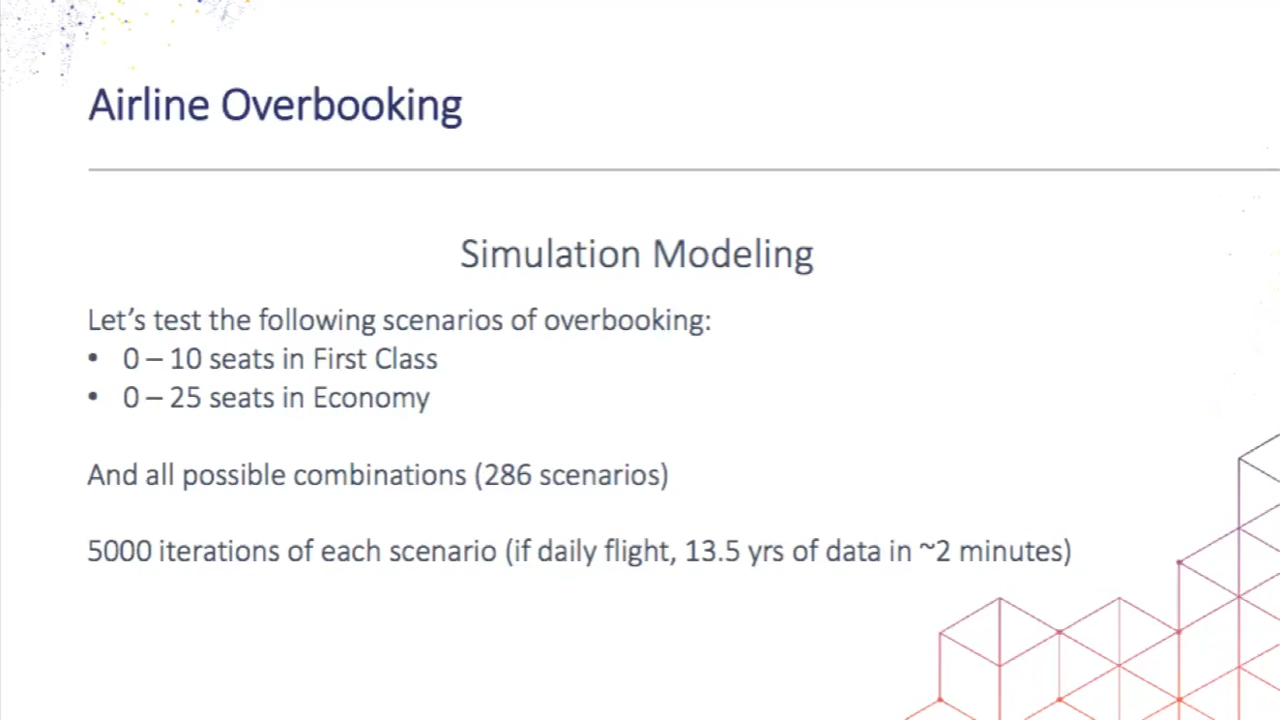 Airline Overbooking
Simulation Modeling
Let’s test the following scenarios of overbooking:
• 0 – 10 seats in First Class
• 0 – 25 seats in Economy
And all possible combinations (286 scenarios)
5000 iterations of each scenario (if daily flight, 13.5 yrs of data in ~2 minutes)